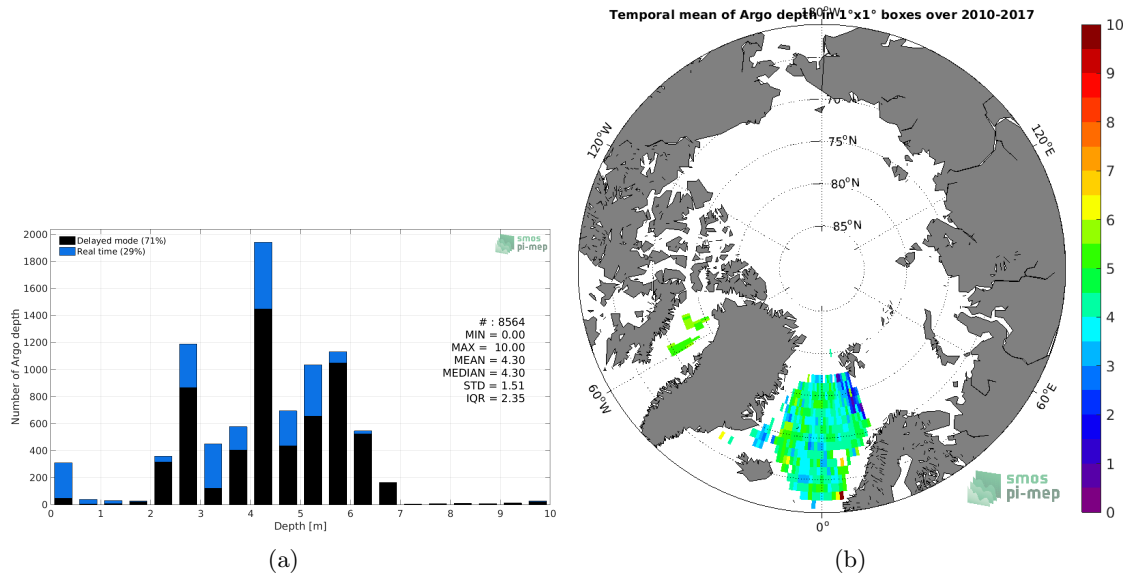 Temporal mean of Argo depth in 1°x1° boxes over 2010-2017
180°W
70°N
75°N
80°N
85°N
120°W
120°E
60°W
60°E
0°
10
9
8
7
6
5
4
3
2
1
0
smos
pi-mep
Delayed mode (71%)
Real time (29%)
smos
pi-mep
# : 8564
MIN = 0.00
MAX = 10.00
MEAN = 4.30
MEDIAN = 4.30
STD = 1.51
IQR = 2.35
Number of Argo depth
2000
1800
1600
1400
1200
1000
800
600
400
200
0
0 1 2 3 4 5 6 7 8 9 10
Depth [m]
(a)
(b)